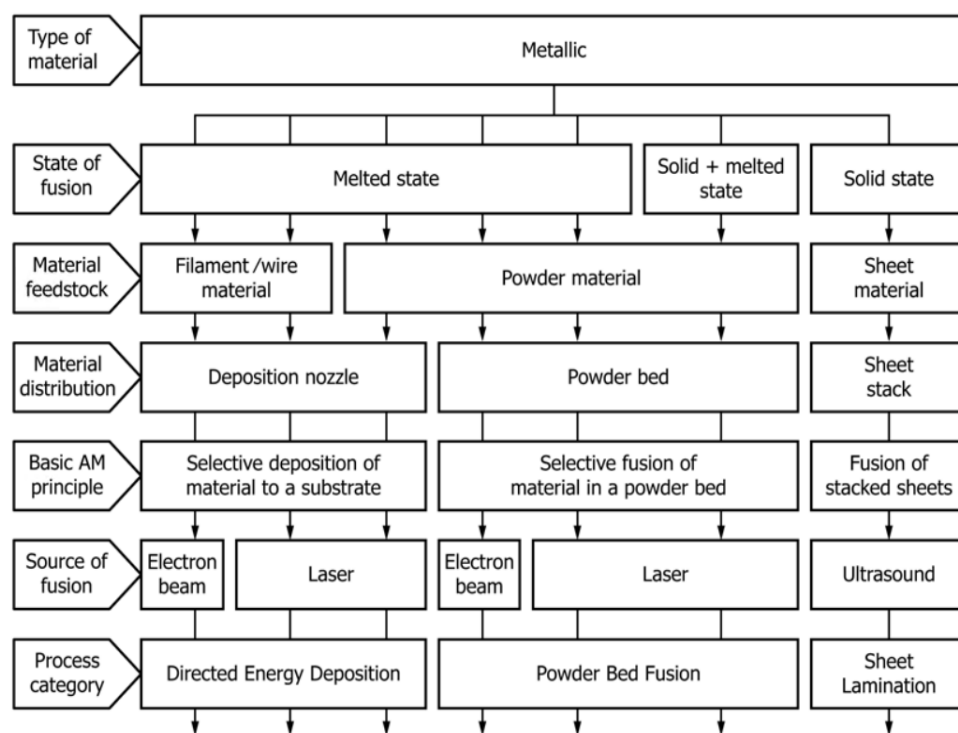 Type of
material
Metallic
State of
fusion
Melted state
Solid + melted
state
Solid state
Material
feedstock
Filament/wire
material
Powder material
Sheet
material
Material
distribution
Deposition nozzle
Powder bed
Sheet
stack
Basic AM
principle
Selective deposition of
material to a substrate
Selective fusion of
material in a powder bed
Fusion of
stacked sheets
Source of
fusion
Electron
beam
Laser
Electron
beam
Laser
Ultrasound
Process
category
Directed Energy Deposition
Powder Bed Fusion
Sheet
Lamination